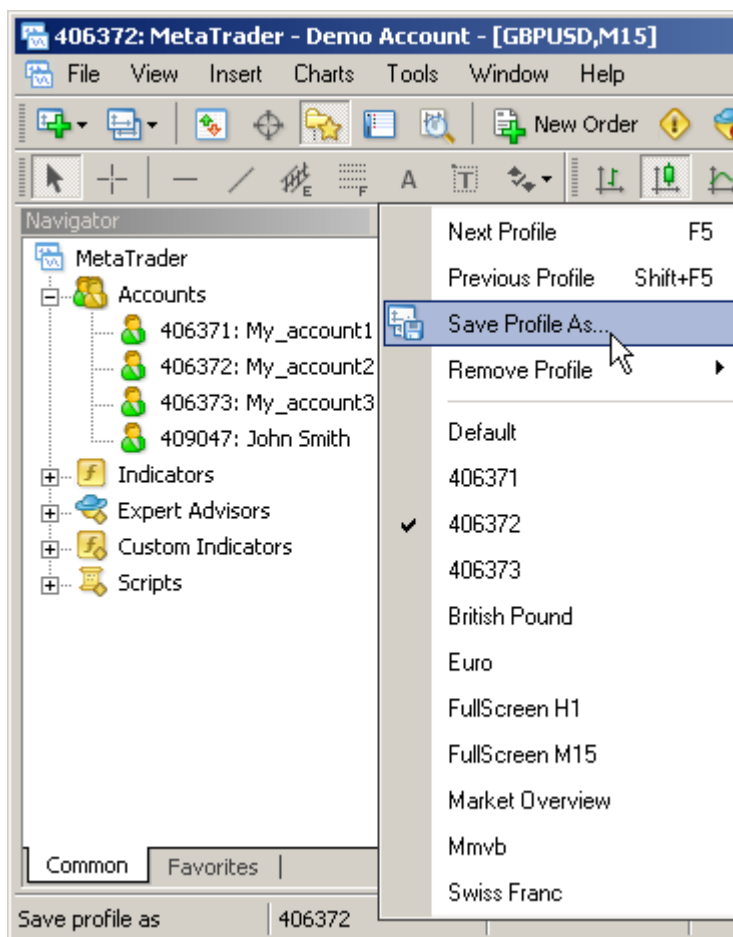 406372: MetaTrader - Demo Account - [GBPUSD,M15]
File View Insert Charts Tools Window Help
New Order
E F A T
Navigator
MetaTrader
Accounts
406371: My_account1
406372: My_account2
406373: My_account3
409047: John Smith
Indicators
Expert Advisors
Custom Indicators
Scripts
Common Favorites
Next Profile F5
Previous Profile Shift+F5
Save Profile As...
Remove Profile
Default
406371
406372
406373
British Pound
Euro
FullScreen H1
FullScreen M15
Market Overview
Mmvb
Swiss Franc
Save profile as 406372